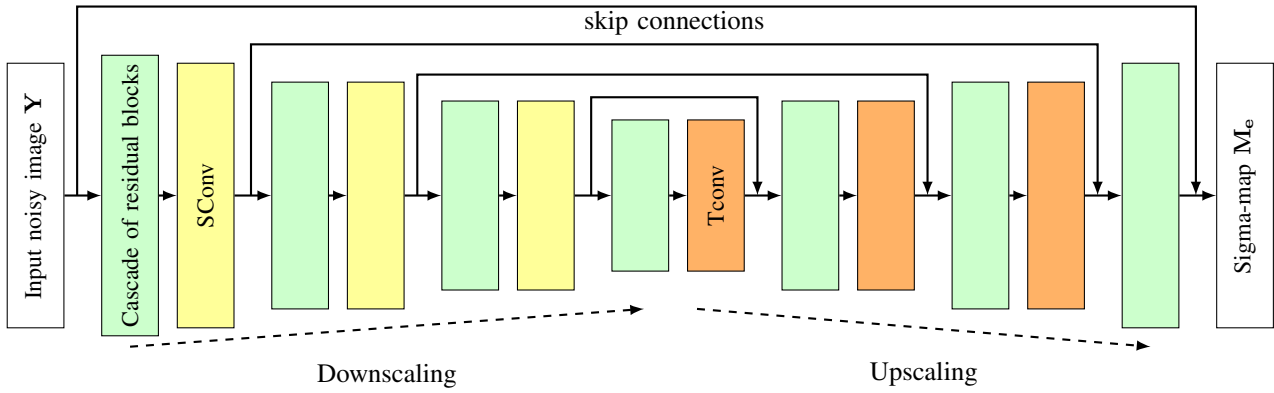 skip connections
Input noisy image Y
Cascade of residual blocks
SConv
Tconv
Sigma-map Mₑ
Downscaling
Upscaling